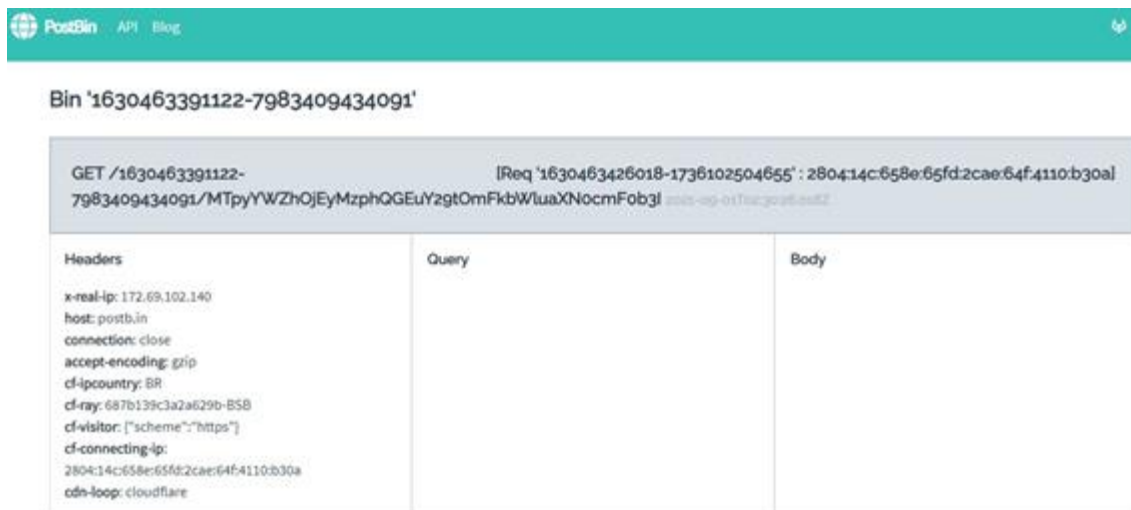 PostBin API Blog
Bin '1630463391122-7983409434091'
GET /1630463391122- [Req '1630463426018-1736102504655' : 2804:14c:658e:65fd:2cae:64f:4110:b30a]
7983409434091/MTpyYWZhOjEyMzphQGEuY29tOmFkbWluaXN0cmF0b3I
Headers Query Body
x-real-ip: 172.69.102.140
host: postb.in
connection: close
accept-encoding: gzip
cf-ipcountry: BR
cf-ray: 687b139c3a2a629b-BSB
cf-visitor: {"scheme":"https"}
cf-connecting-ip:
2804:14c:658e:65fd:2cae:64f:4110:b30a
cdn-loop: cloudflare